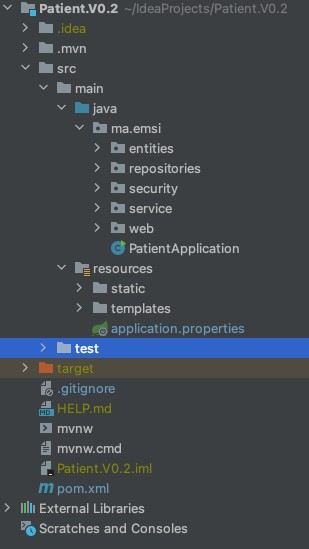 Patient.V0.2 ~/IdeaProjects/Patient.V0.2
.idea
.mvn
src
main
java
ma.emsi
entities
repositories
security
service
web
PatientApplication
resources
static
templates
application.properties
test
target
.gitignore
HELP.md
mvnw
mvnw.cmd
Patient.V0.2.iml
pom.xml
External Libraries
Scratches and Consoles